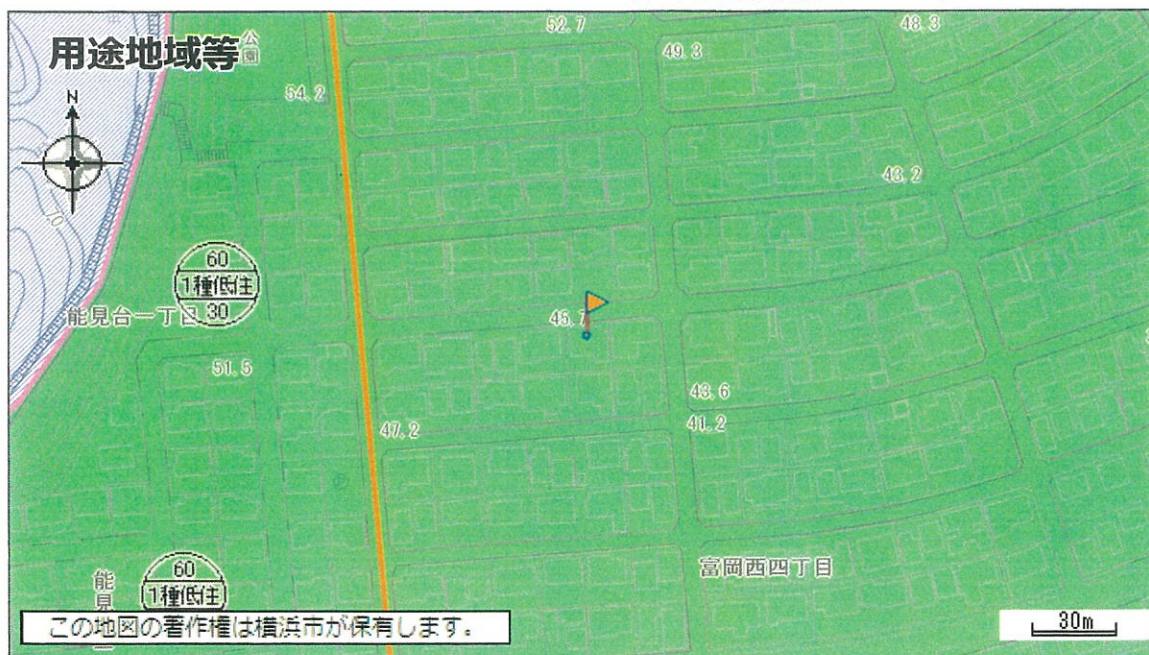 用途地域等
公園
N
52.7
48.3
49.3
54.2
43.2
70
60
1種低住
30
能見台一丁目
45.7
51.5
43.6
41.2
47.2
富岡西四丁目
60
1種低住
能見
この地図の著作権は横浜市が保有します。
30m